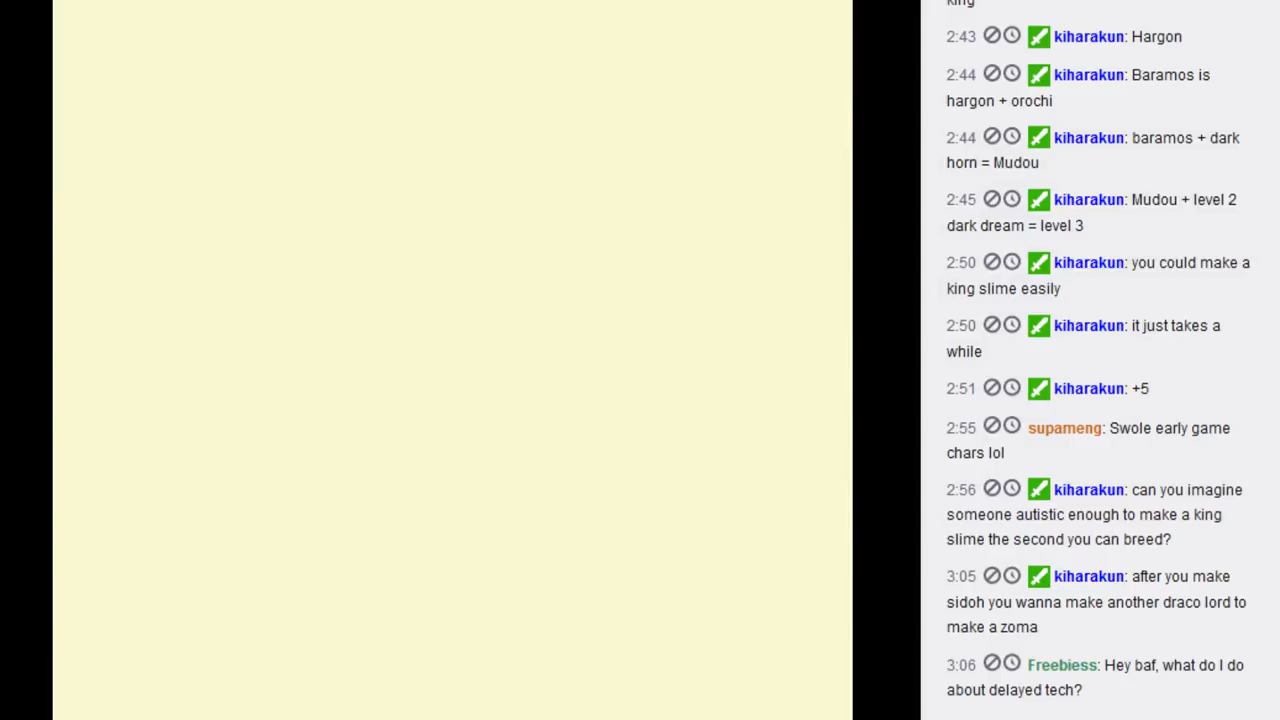 king
2:43 kiharakun: Hargon
2:44 kiharakun: Baramos is
hargon + orochi
2:44 kiharakun: baramos + dark
horn = Mudou
2:45 kiharakun: Mudou + level 2
dark dream = level 3
2:50 kiharakun: you could make a
king slime easily
2:50 kiharakun: it just takes a
while
2:51 kiharakun: +5
2:55 supameng: Swole early game
chars lol
2:56 kiharakun: can you imagine
someone autistic enough to make a king
slime the second you can breed?
3:05 kiharakun: after you make
sidoh you wanna make another draco lord to
make a zoma
3:06 Freebiess: Hey baf, what do I do
about delayed tech?